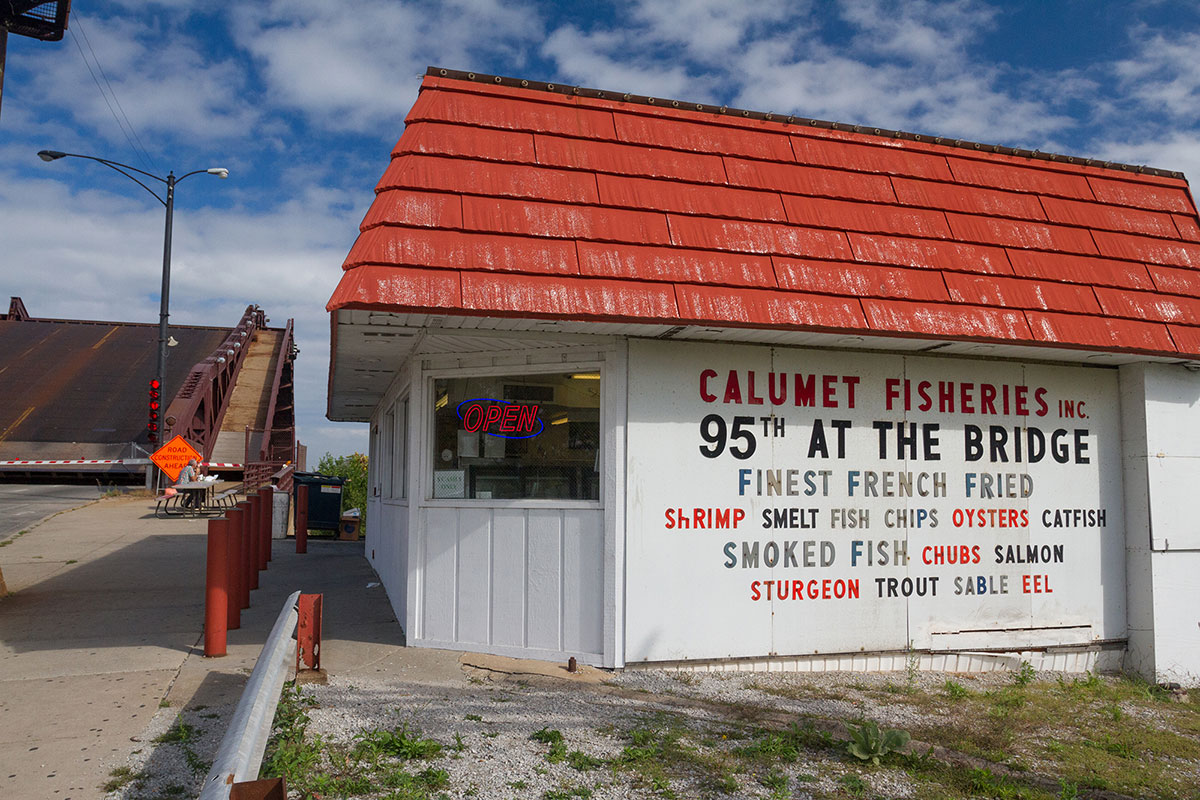 ROAD
CONSTRUCTION
AHEAD
OPEN
CALUMET FISHERIES INC.
95TH AT THE BRIDGE
FINEST FRENCH FRIED
ShRIMP SMELT FISH CHIPS OYSTERS CATFISH
SMOKED FISH CHUBS SALMON
STURGEON TROUT SABLE EEL